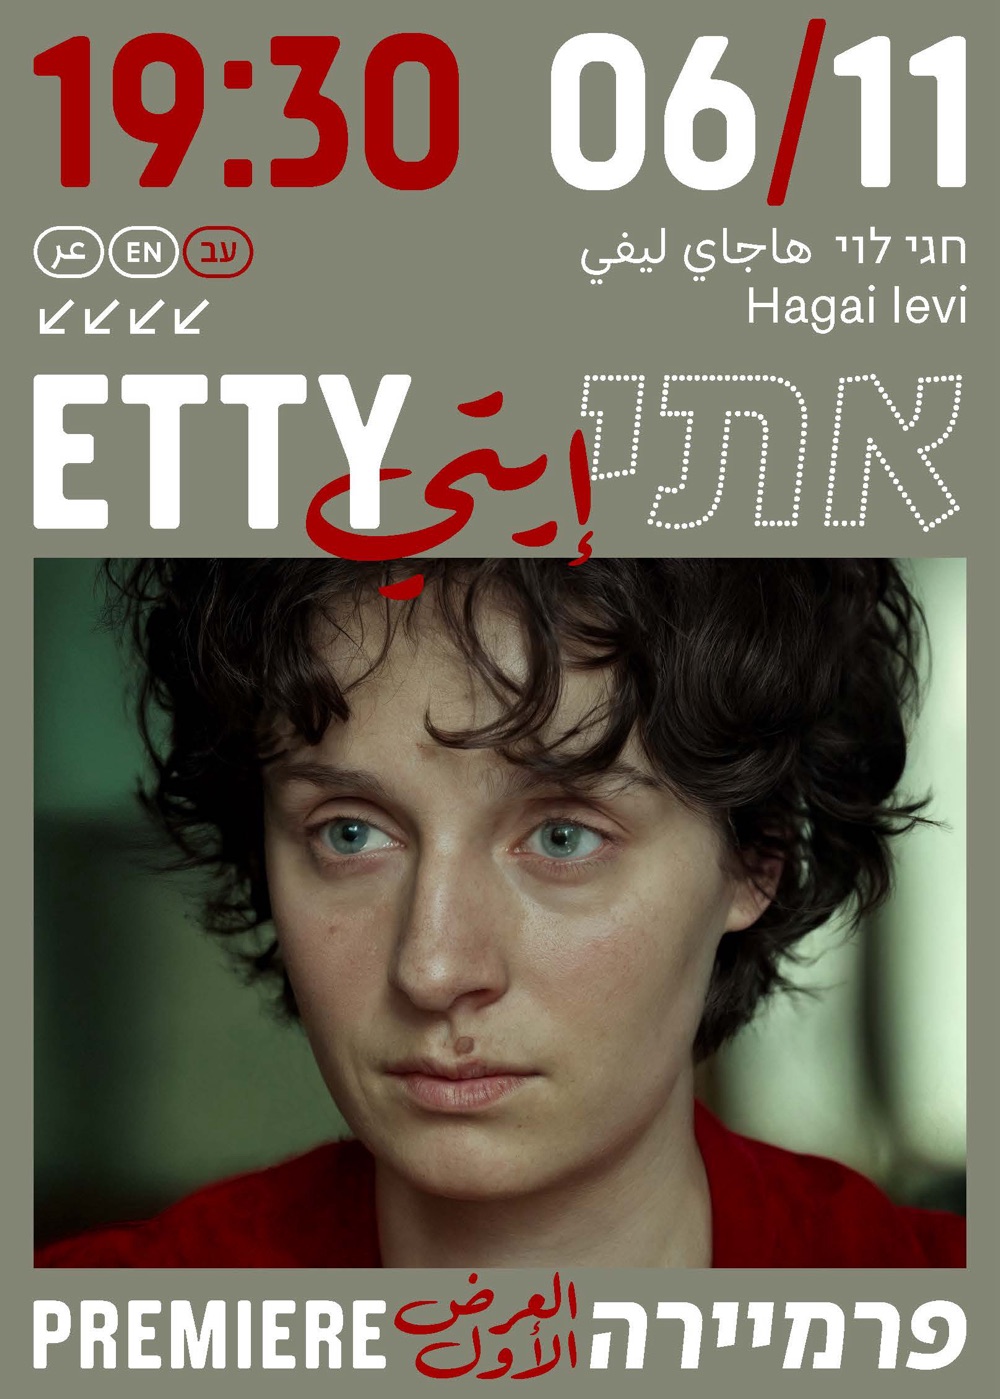 19:30 06/11
عر EN עב
חגי לוי هاجاي ليفي
Hagai levi
ETTY إيتي אתי
PREMIERE العرض الأول פרמיירה